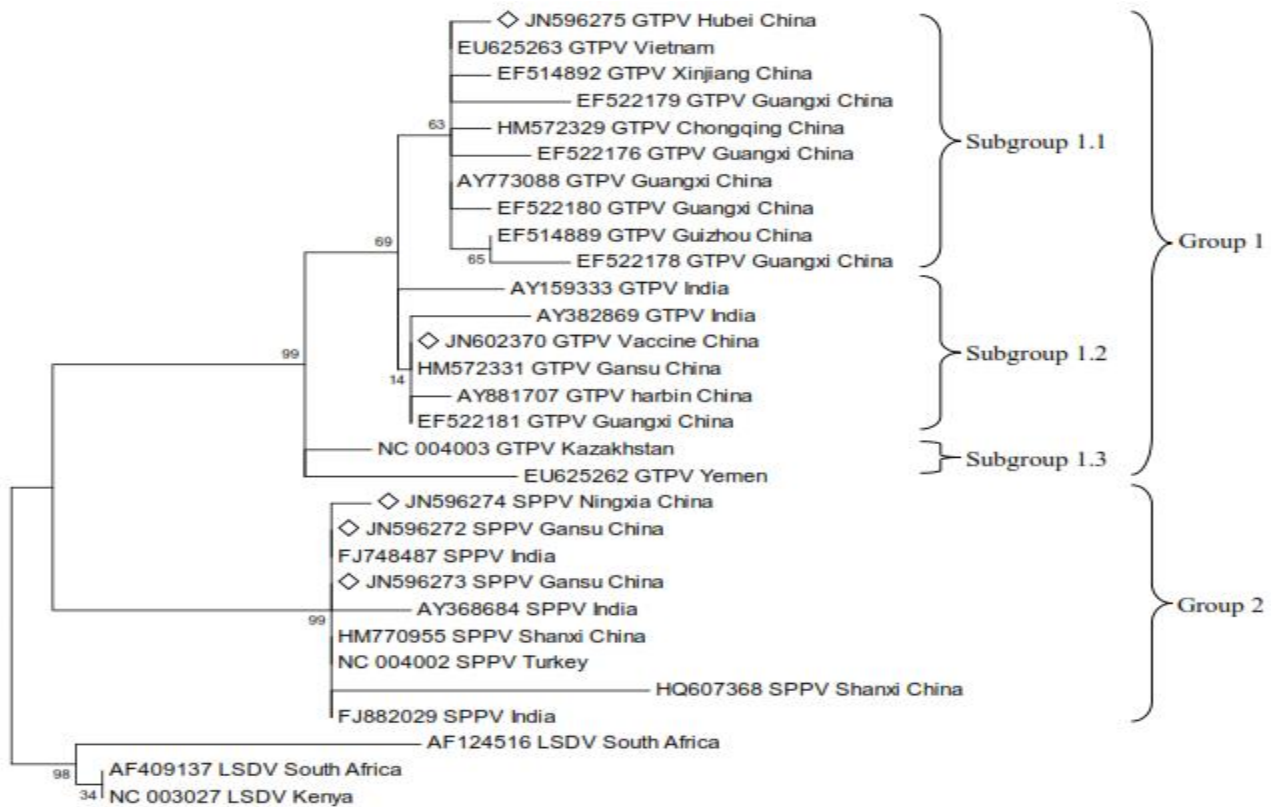 JN596275 GTPV Hubei China
EU625263 GTPV Vietnam
EF514892 GTPV Xinjiang China
EF522179 GTPV Guangxi China
63
HM572329 GTPV Chongqing China
EF522176 GTPV Guangxi China
Subgroup 1.1
AY773088 GTPV Guangxi China
EF522180 GTPV Guangxi China
EF514889 GTPV Guizhou China
69
Group 1
65
EF522178 GTPV Guangxi China
AY159333 GTPV India
AY382869 GTPV India
JN602370 GTPV Vaccine China
99
Subgroup 1.2
HM572331 GTPV Gansu China
14
AY881707 GTPV harbin China
EF522181 GTPV Guangxi China
NC 004003 GTPV Kazakhstan
Subgroup 1.3
EU625262 GTPV Yemen
JN596274 SPPV Ningxia China
JN596272 SPPV Gansu China
FJ748487 SPPV India
JN596273 SPPV Gansu China
AY368684 SPPV India
Group 2
99
HM770955 SPPV Shanxi China
NC 004002 SPPV Turkey
HQ607368 SPPV Shanxi China
FJ882029 SPPV India
AF124516 LSDV South Africa
98
AF409137 LSDV South Africa
34
NC 003027 LSDV Kenya